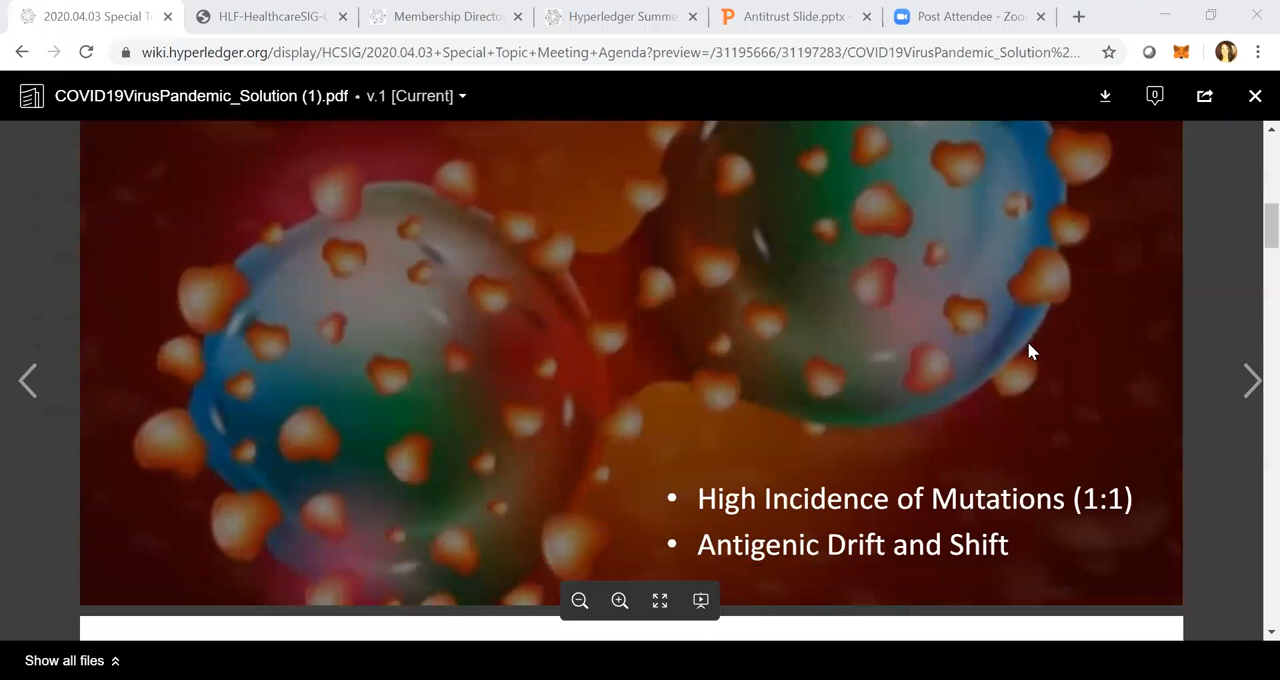 2020.04.03 Special T
HLF-HealthcareSIG-
Membership Directo
Hyperledger Summe
Antitrust Slide.pptx -
Post Attendee - Zoo
wiki.hyperledger.org/display/HCSIG/2020.04.03+Special+Topic+Meeting+Agenda?preview=/31195666/31197283/COVID19VirusPandemic_Solution%2...
COVID19VirusPandemic_Solution (1).pdf • v.1 [Current]
0
• High Incidence of Mutations (1:1)
• Antigenic Drift and Shift
Show all files